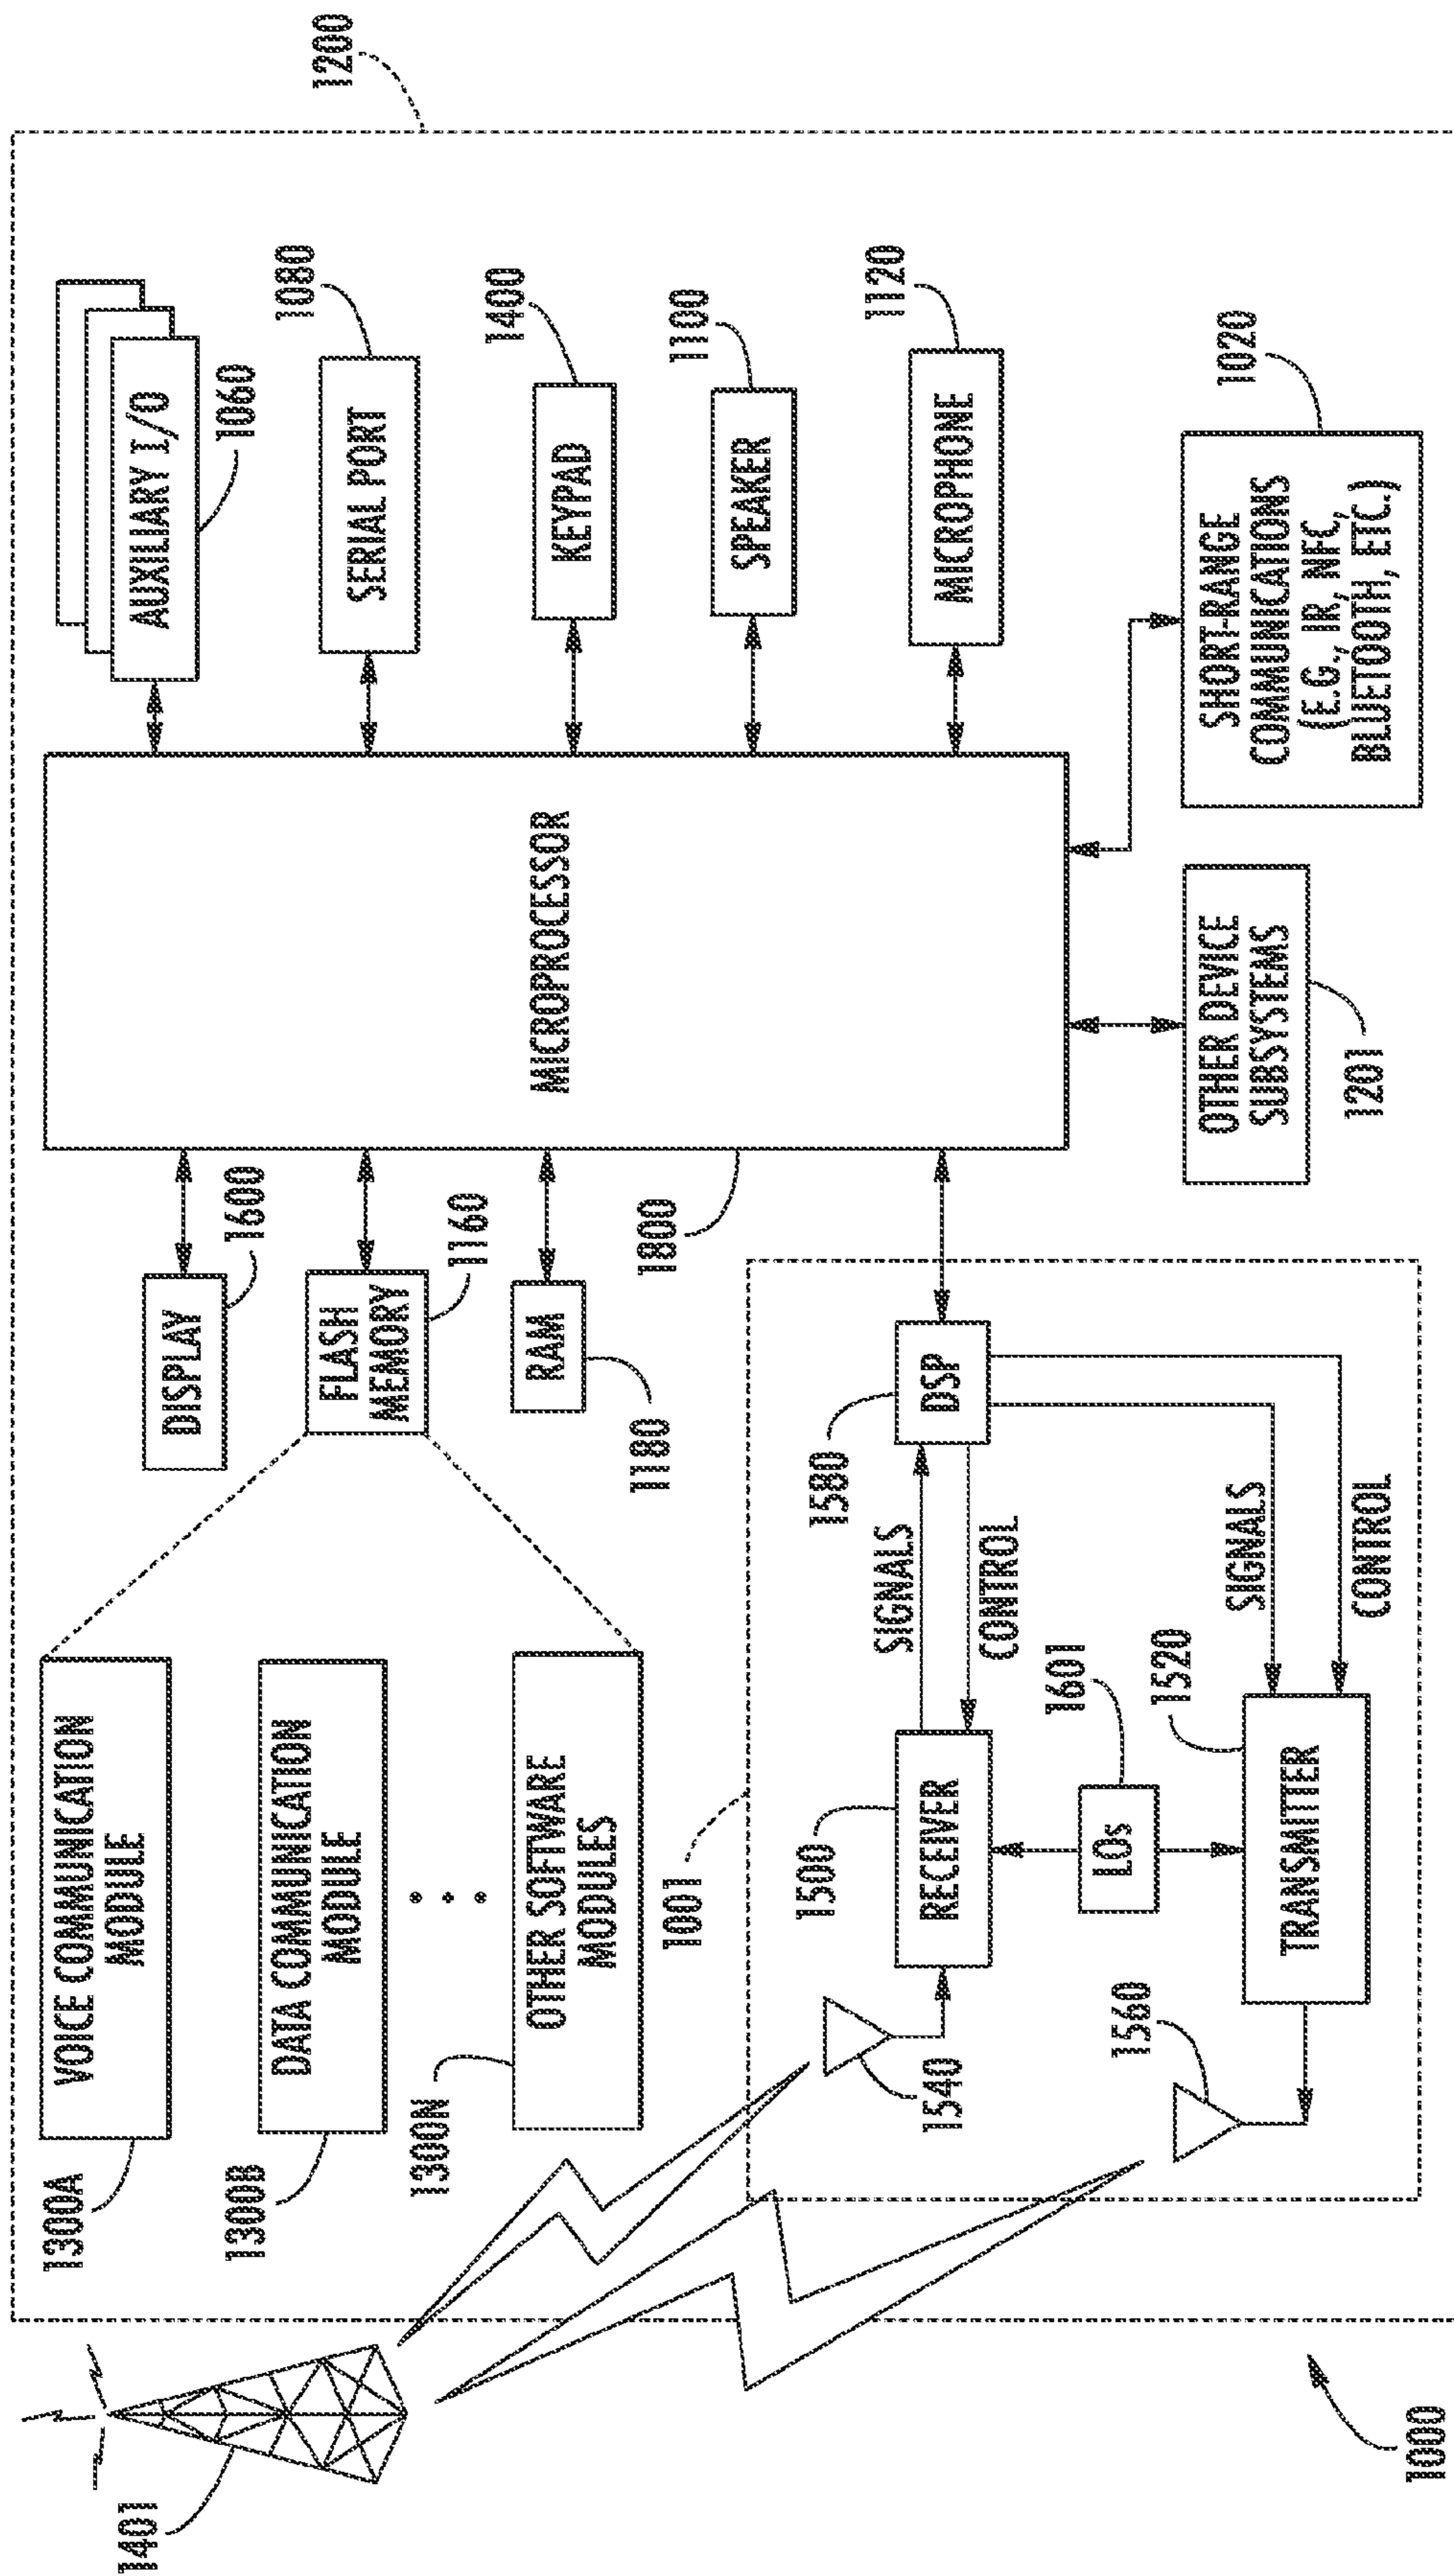 1401
1300A
VOICE COMMUNICATION
MODULE
1300B
DATA COMMUNICATION
MODULE
1300N
OTHER SOFTWARE
MODULES
DISPLAY
1600
FLASH
MEMORY
1160
RAM
1180
1800
MICROPROCESSOR
AUXILIARY I/O
1060
SERIAL PORT
1080
KEYPAD
1400
SPEAKER
1100
MICROPHONE
1120
1200
1001
1500
RECEIVER
1540
SIGNALS
CONTROL
1580
DSP
LOs
1601
1560
1520
TRANSMITTER
SIGNALS
CONTROL
OTHER DEVICE
SUBSYSTEMS
1201
SHORT-RANGE
COMMUNICATIONS
(E.G., IR, NFC,
BLUETOOTH, ETC.)
1020
1000